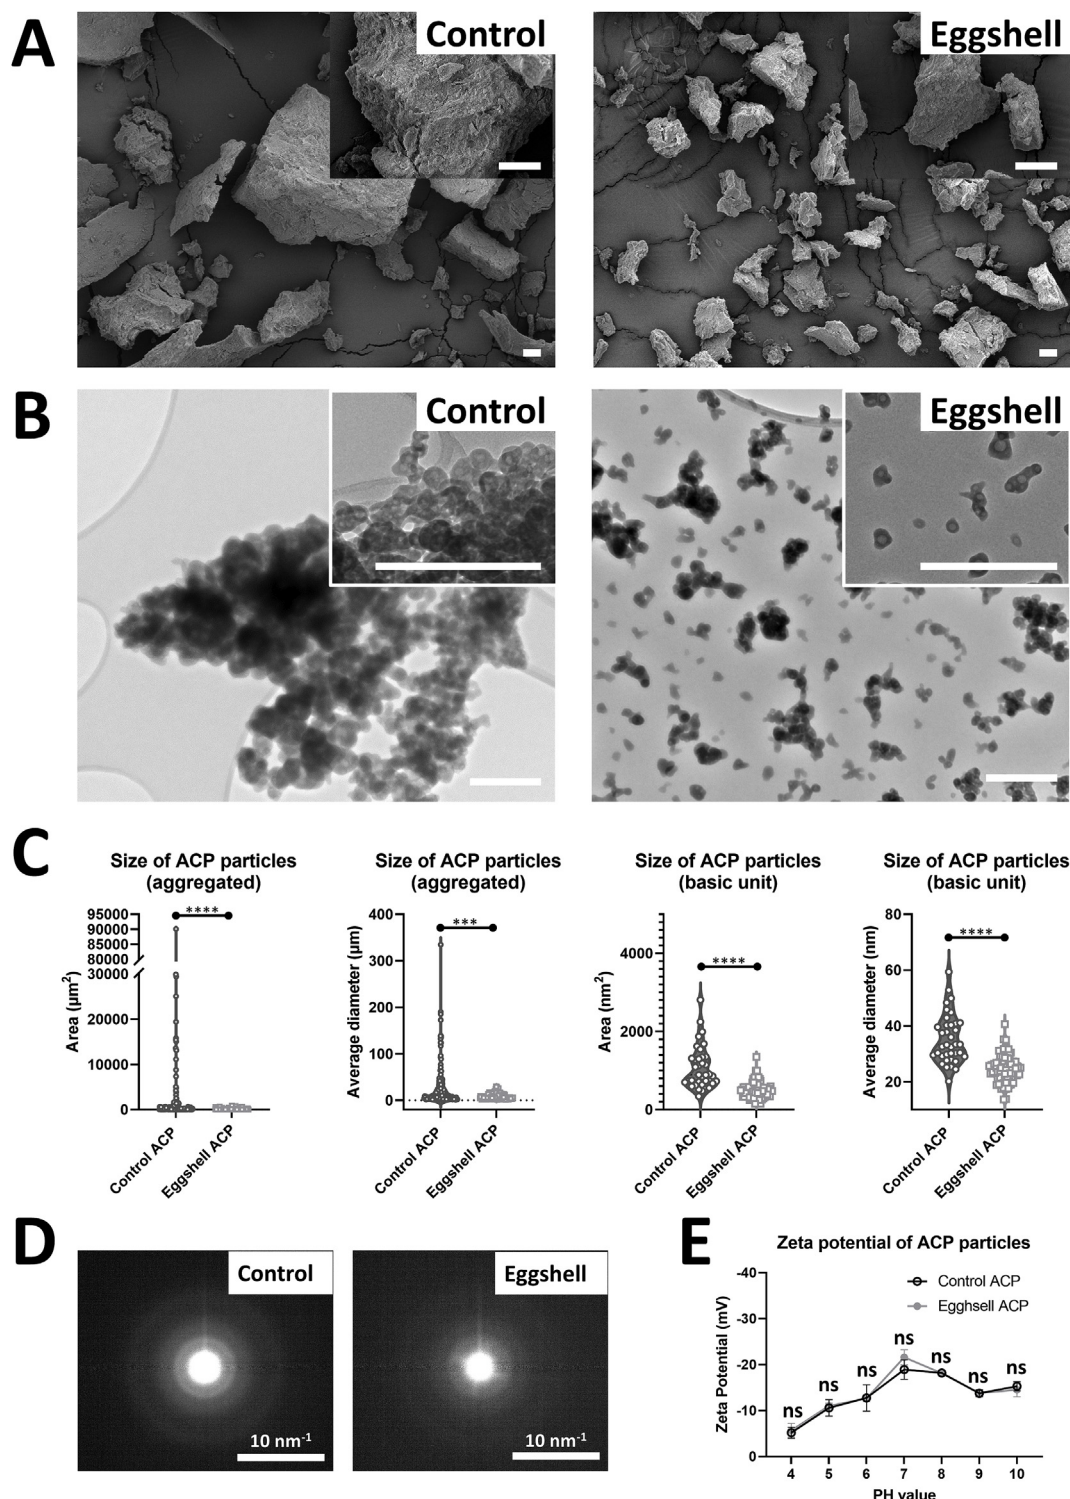 A
Control
Eggshell
B
Control
Eggshell
C
Size of ACP particles
(aggregated)
Area (µm²)
95000
90000
85000
80000
30000
20000
10000
0
****
Control ACP
Eggshell ACP
Size of ACP particles
(aggregated)
Average diameter (µm)
400
300
200
100
0
***
Control ACP
Eggshell ACP
Size of ACP particles
(basic unit)
Area (nm²)
4000
2000
0
****
Control ACP
Eggshell ACP
Size of ACP particles
(basic unit)
Average diameter (nm)
80
60
40
20
****
Control ACP
Eggshell ACP
D
Control
10 nm⁻¹
Eggshell
10 nm⁻¹
E
Zeta potential of ACP particles
Zeta Potential (mV)
-40
-30
-20
-10
0
Control ACP
Egghsell ACP
ns
ns
ns
ns
ns
ns
ns
4 5 6 7 8 9 10
PH value